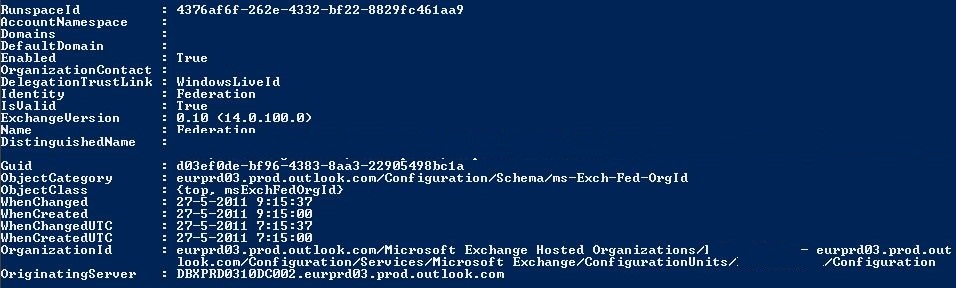 RunspaceId : 4376af6f-262e-4332-bf22-8829fc461aa9
AccountNamespace :
Domains :
DefaultDomain :
Enabled : True
OrganizationContact :
DelegationTrustLink : WindowsLiveId
Identity : Federation
IsValid : True
ExchangeVersion : 0.10 (14.0.100.0)
Name : Federation
DistinguishedName :
Guid : d03ef0de-bf96-4383-8aa3-22905498bc1a
ObjectCategory : eurprd03.prod.outlook.com/Configuration/Schema/ms-Exch-Fed-OrgId
ObjectClass : {top, msExchFedOrgId}
WhenChanged : 27-5-2011 9:15:37
WhenCreated : 27-5-2011 9:15:00
WhenChangedUTC : 27-5-2011 7:15:37
WhenCreatedUTC : 27-5-2011 7:15:00
OrganizationId : eurprd03.prod.outlook.com/Microsoft Exchange Hosted Organizations/ - eurprd03.prod.out
look.com/Configuration/Services/Microsoft Exchange/ConfigurationUnits/ /Configuration
OriginatingServer : DBXPRD0310DC002.eurprd03.prod.outlook.com